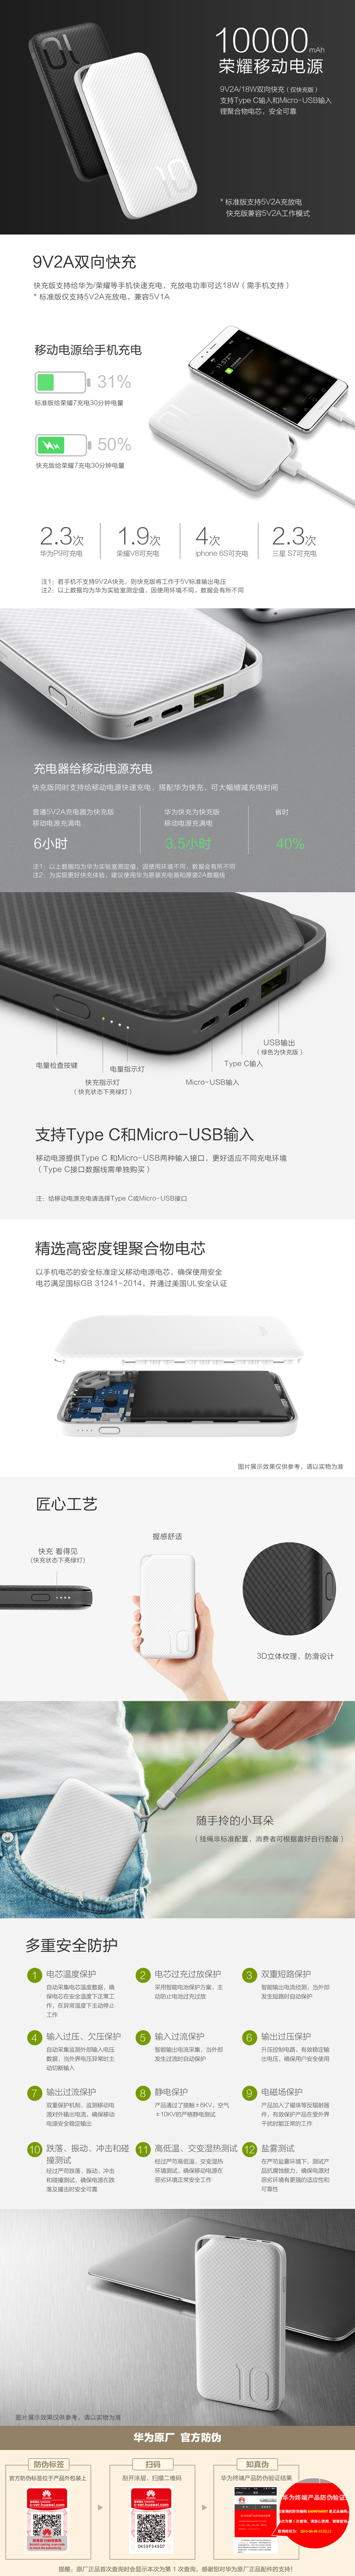 10000mAh
荣耀移动电源
9V2A/18W双向快充（仅快充版）
支持Type C输入和Micro-USB输入
锂聚合物电芯，安全可靠
* 标准版支持5V2A充放电
快充版兼容5V2A工作模式
9V2A双向快充
快充版支持给华为/荣耀等手机快速充电，充放电功率可达18W（需手机支持）
* 标准版仅支持5V2A充放电，兼容5V1A
移动电源给手机充电
31%
标准版给荣耀7充电30分钟电量
50%
快充版给荣耀7充电30分钟电量
2.3次
华为P9可充电
1.9次
荣耀V8可充电
4次
iphone 6S可充电
2.3次
三星 S7可充电
注1：若手机不支持9V2A快充，则快充版将工作于5V标准输出电压
注2：以上数据均为华为实验室测定值，因使用环境不同，数据会有所不同
充电器给移动电源充电
快充版同时支持给移动电源快速充电，搭配华为快充，可大幅缩减充电时间
普通5V2A充电器为快充版
移动电源充满电
6小时
华为快充为快充版
移动电源充满电
3.5小时
省时
40%
注1：以上数据均为华为实验室测定值，因使用环境不同，数据会有所不同
注2：为实现更好快充体验，建议使用华为原装充电器和原装2A数据线
电量检查按键
电量指示灯
快充指示灯
（快充状态下亮绿灯）
Micro-USB输入
Type C输入
USB输出
（绿色为快充版）
支持Type C和Micro-USB输入
移动电源提供Type C 和Micro-USB两种输入接口，更好适应不同充电环境
（ Type C接口数据线需单独购买 ）
注：给移动电源充电请选择Type C或Micro-USB接口
精选高密度锂聚合物电芯
以手机电芯的安全标准定义移动电源电芯，确保使用安全
电芯满足国标GB 31241-2014，并通过美国UL安全认证
图片展示效果仅供参考，请以实物为准
匠心工艺
快充 看得见
(快充状态下亮绿灯)
握感舒适
3D立体纹理，防滑设计
随手拎的小耳朵
（ 挂绳非标准配置，消费者可根据喜好自行配备 ）
多重安全防护
1 电芯温度保护
自动采集电芯温度数据，确
保电芯在安全温度下正常工
作，在异常温度下主动停止
工作
2 电芯过充过放保护
采用智能电池保护方案，主
动防止电池过充过放
3 双重短路保护
智能输出电流侦测，当外部
发生短路时自动保护
4 输入过压、欠压保护
自动采集监测外部输入电压
数据，当外界电压异常时主
动切断输入
5 输入过流保护
智能输出电流采集，当外部
发生过流时自动保护
6 输出过压保护
升压控制电路，有效稳定输
出电压，确保用户安全使用
7 输出过流保护
双重保护机制，监测移动电
源对外输出电流，确保移动
电源安全稳定输出
8 静电保护
产品通过了接触±6KV，空气
±10KV的严格静电测试
9 电磁场保护
产品加入了磁珠等反辐射器
件，有效保护产品在受外界
干扰时能正常的工作
10 跌落、振动、冲击和碰
撞测试
经过严苛跌落、振动、冲击
和碰撞测试，确保电源在跌
落及撞击时安全可靠
11 高低温、交变湿热测试
经过严苛高低温、交变湿热
环境测试，确保移动电源在
恶劣环境正常安全工作
12 盐雾测试
在严苛盐雾环境下，测试产
品抗腐蚀能力，确保电源对
恶劣环境有更强的适应性和
可靠性
图片展示效果仅供参考，请以实物为准
华为原厂 官方防伪
防伪标签
官方防伪标签位于产品外包装上
扫码
刮开涂层，扫描二维码
知真伪
华为终端产品防伪验证结果
提醒：原厂正品首次查询时会显示本次为第 1 次查询。感谢您对华为原厂正品配件的支持！